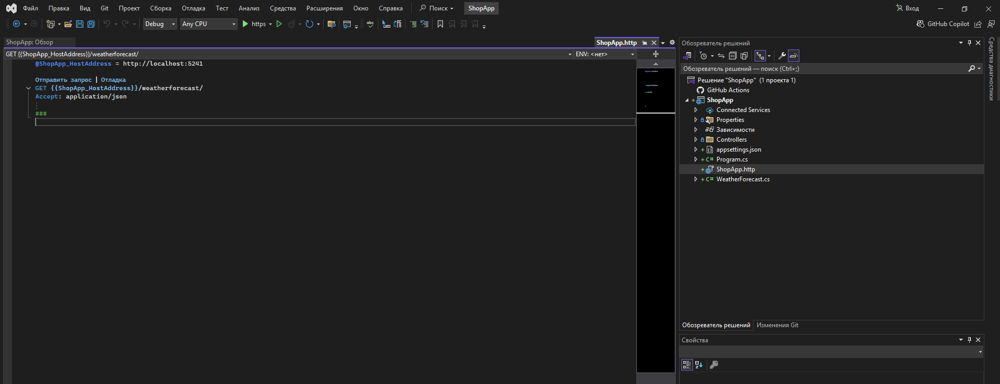 Файл Правка Вид Git Проект Сборка Отладка Тест Анализ Средства Расширения Окно Справка Поиск ShopApp Вход
Debug Any CPU https abc GitHub Copilot
ShopApp: Обзор ShopApp.http
GET {{ShopApp_HostAddress}}/weatherforecast/ ENV: <нет>
@ShopApp_HostAddress = http://localhost:5241
Отправить запрос | Отладка
GET {{ShopApp_HostAddress}}/weatherforecast/
Accept: application/json
###
Обозреватель решений
Обозреватель решений — поиск (Ctrl+;)
Решение "ShopApp" (1 проекта 1)
GitHub Actions
ShopApp
Connected Services
Properties
Зависимости
Controllers
appsettings.json
C# Program.cs
ShopApp.http
C# WeatherForecast.cs
Обозреватель решений Изменения Git
Свойства
Средства диагностики